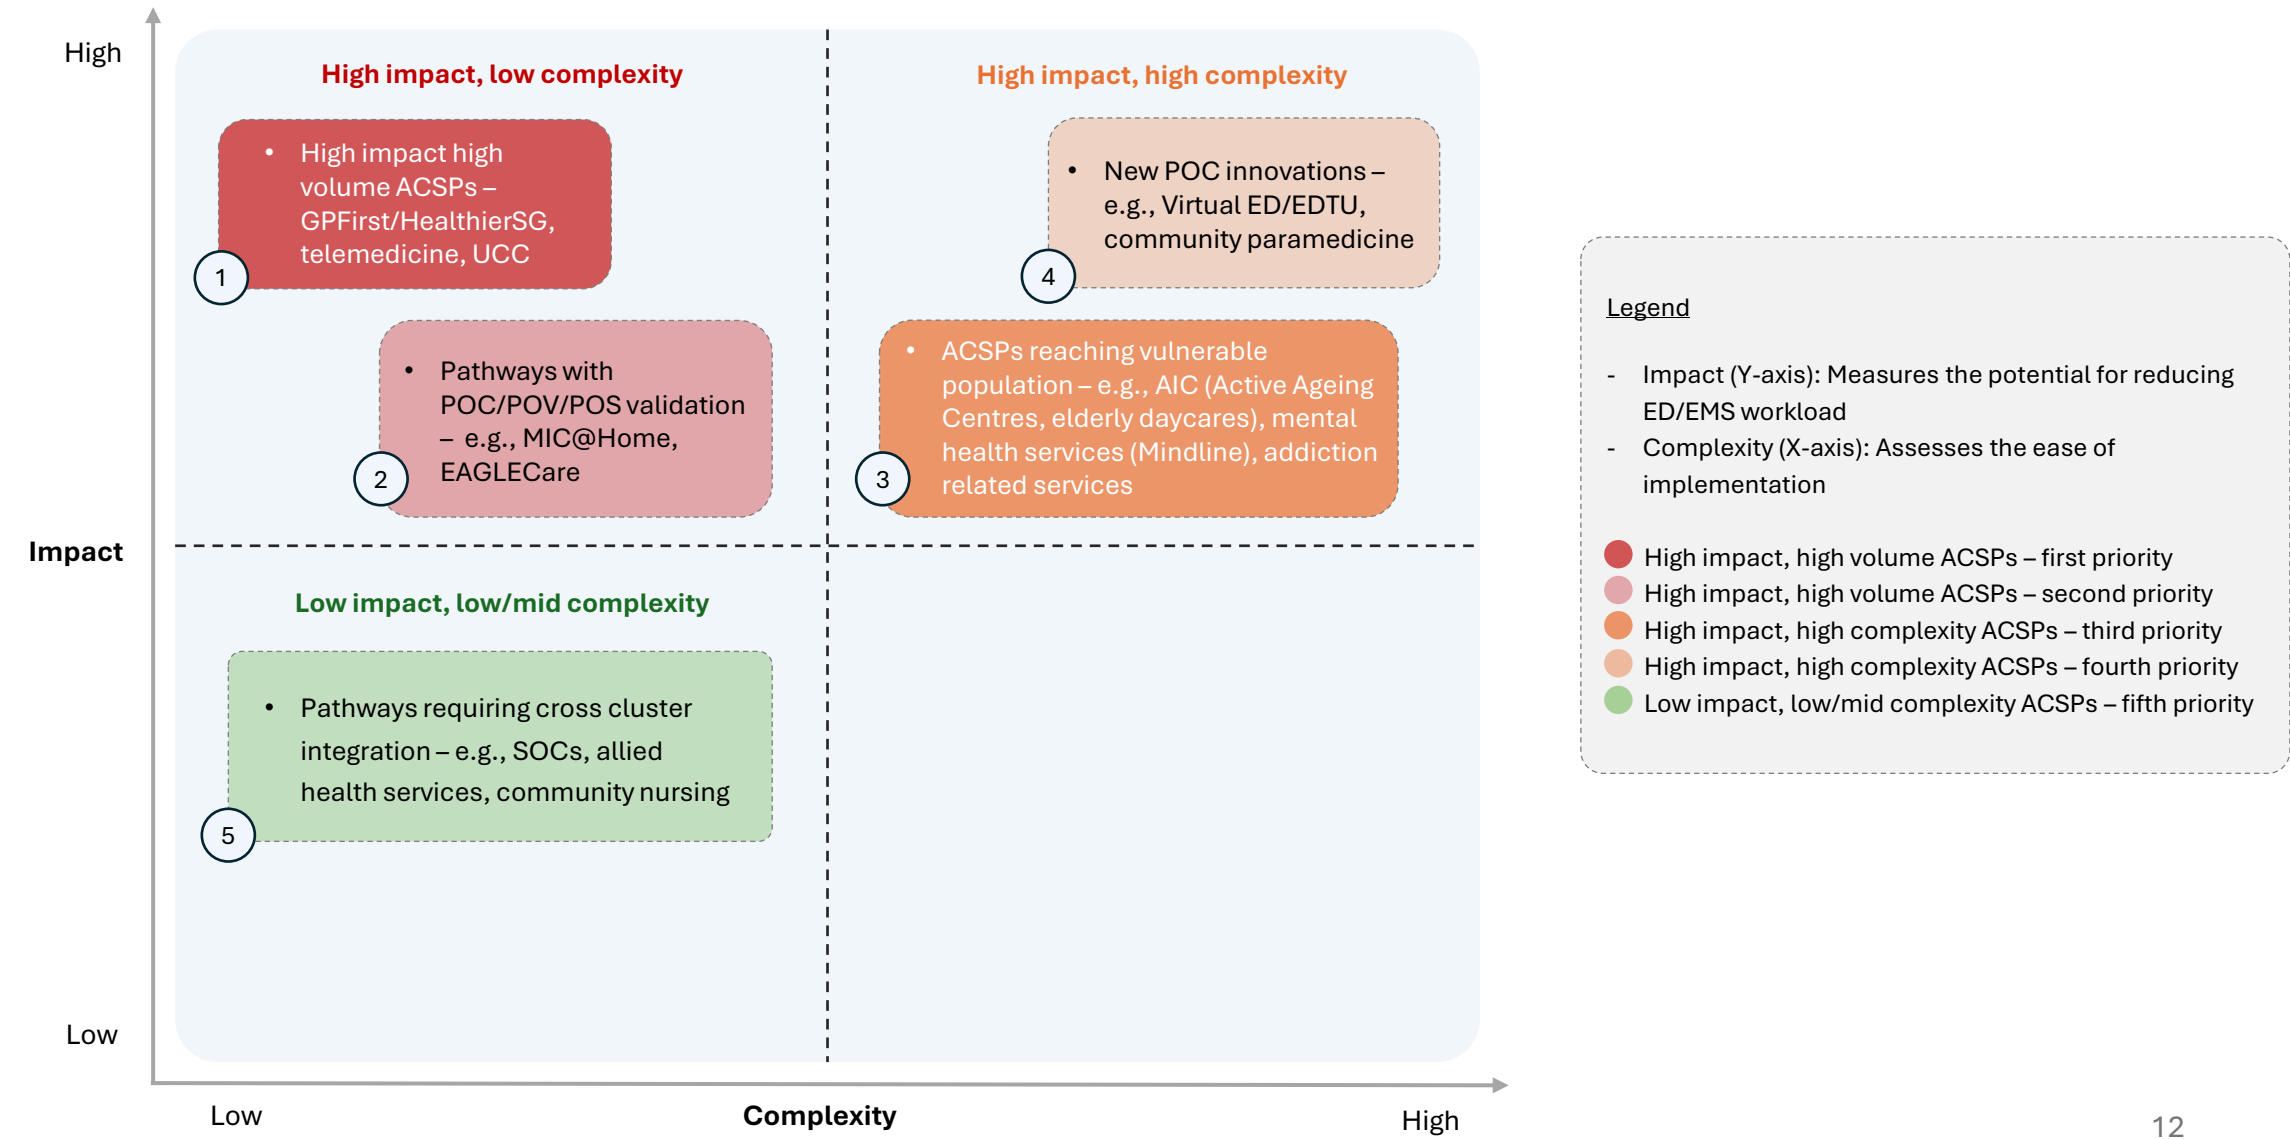 High
High impact, low complexity
High impact, high complexity
• High impact high
volume ACSPs –
GPFirst/HealthierSG,
telemedicine, UCC
1
• New POC innovations –
e.g., Virtual ED/EDTU,
community paramedicine
4
• Pathways with
POC/POV/POS validation
– e.g., MIC@Home,
EAGLECare
2
• ACSPs reaching vulnerable
population – e.g., AIC (Active Ageing
Centres, elderly daycares), mental
health services (Mindline), addiction
related services
3
Impact
Low impact, low/mid complexity
• Pathways requiring cross cluster
integration – e.g., SOCs, allied
health services, community nursing
5
Low
Low
Complexity
High
Legend
- Impact (Y-axis): Measures the potential for reducing
ED/EMS workload
- Complexity (X-axis): Assesses the ease of
implementation
High impact, high volume ACSPs – first priority
High impact, high volume ACSPs – second priority
High impact, high complexity ACSPs – third priority
High impact, high complexity ACSPs – fourth priority
Low impact, low/mid complexity ACSPs – fifth priority
12